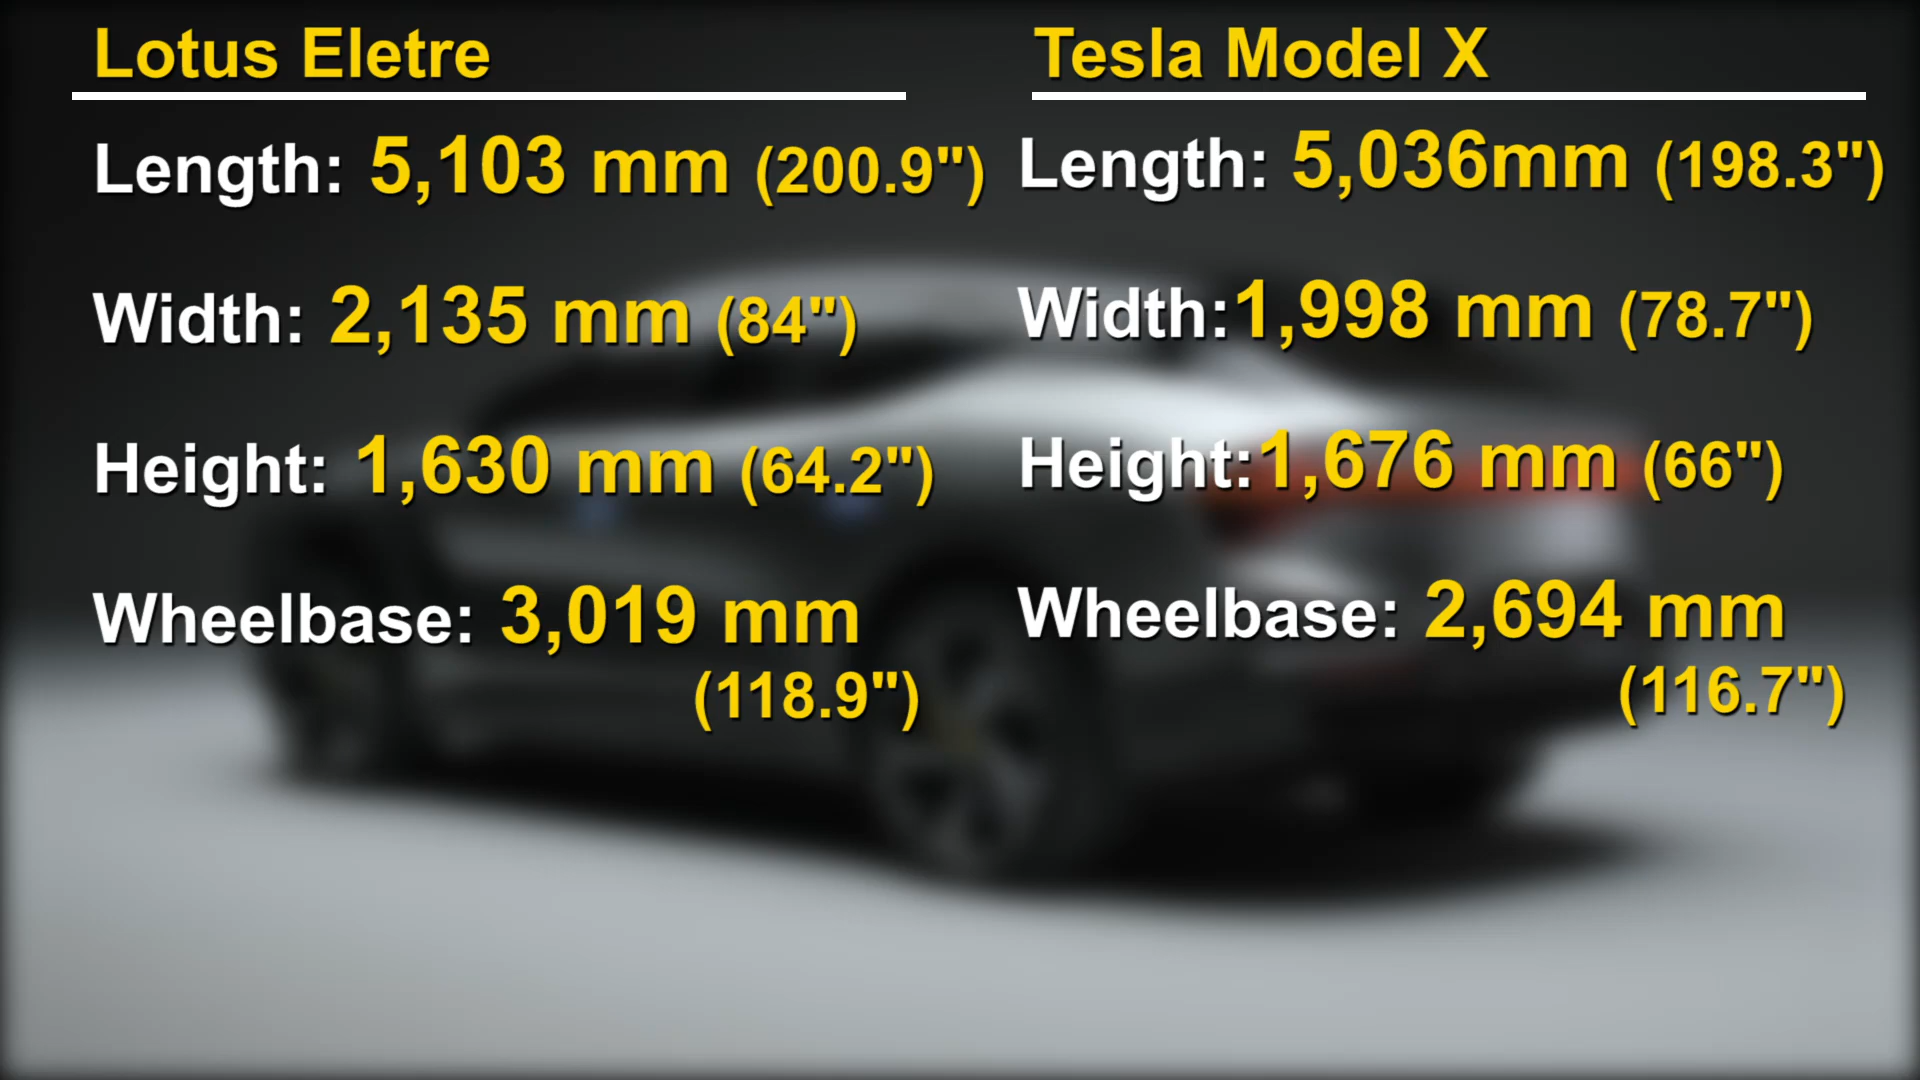 Lotus Eletre
Length: 5,103 mm (200.9")
Width: 2,135 mm (84")
Height: 1,630 mm (64.2")
Wheelbase: 3,019 mm
(118.9")
Tesla Model X
Length: 5,036mm (198.3")
Width:1,998 mm (78.7")
Height:1,676 mm (66")
Wheelbase: 2,694 mm
(116.7")